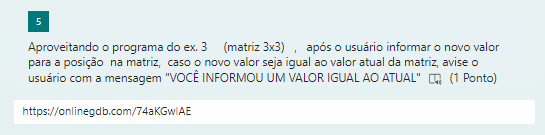 5
Aproveitando o programa do ex. 3 (matriz 3x3) , após o usuário informar o novo valor
para a posição na matriz, caso o novo valor seja igual ao valor atual da matriz, avise o
usuário com a mensagem "VOCÊ INFORMOU UM VALOR IGUAL AO ATUAL" (1 Ponto)
https://onlinegdb.com/74aKGwlAE